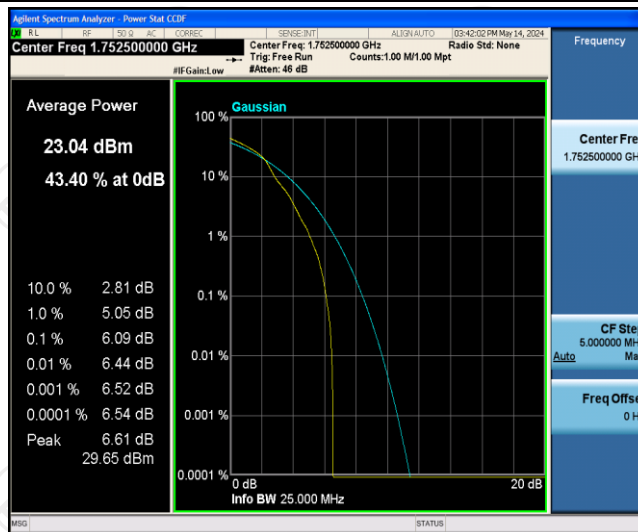 Agilent Spectrum Analyzer - Power Stat CCDF
RL RF 50 Ω AC CORREC SENSE:INT ALIGN AUTO 03:42:02 PM May 14, 2024
Center Freq 1.752500000 GHz
Center Freq: 1.752500000 GHz Radio Std: None
Trig: Free Run Counts:1.00 M/1.00 Mpt
#IFGain:Low #Atten: 46 dB
Frequency
Average Power
23.04 dBm
43.40 % at 0dB
10.0 % 2.81 dB
1.0 % 5.05 dB
0.1 % 6.09 dB
0.01 % 6.44 dB
0.001 % 6.52 dB
0.0001 % 6.54 dB
Peak 6.61 dB
29.65 dBm
Gaussian
100 %
10 %
1 %
0.1 %
0.01 %
0.001 %
0.0001 %
0 dB 20 dB
Info BW 25.000 MHz
Center Fre
1.752500000 GH
CF Ste
5.000000 MH
Auto Ma
Freq Offse
0 H
MSG STATUS